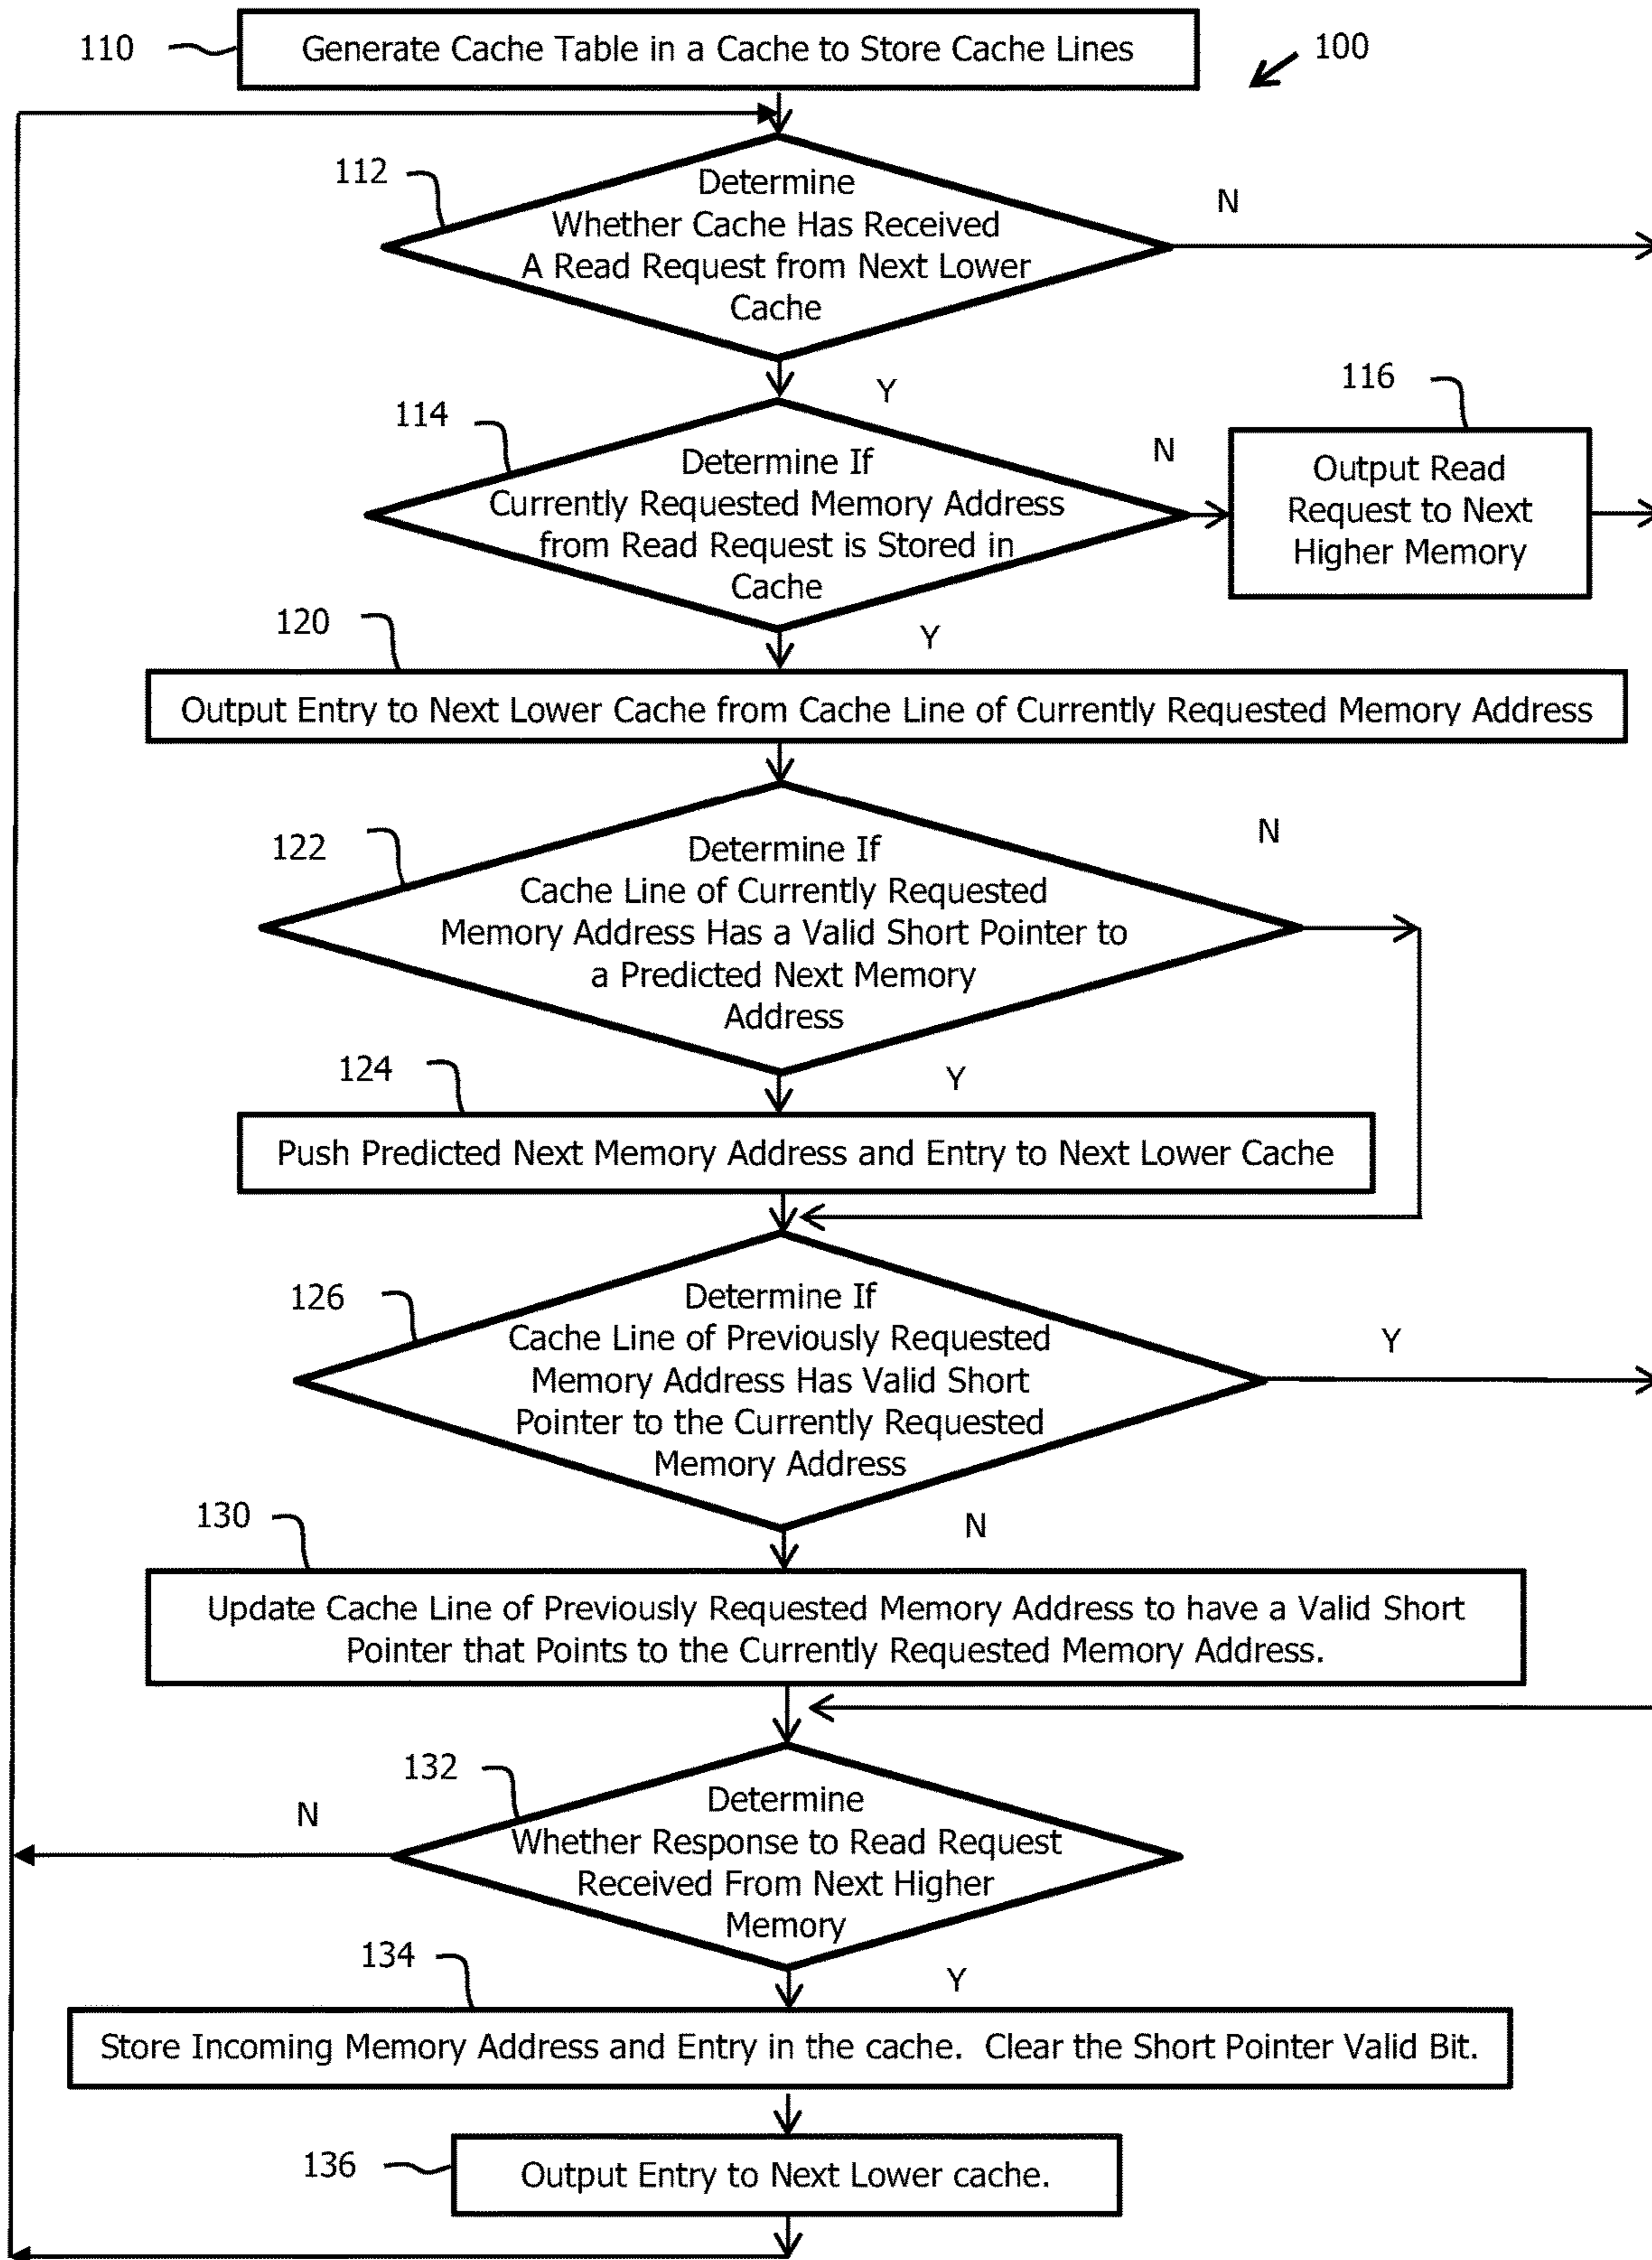 110
Generate Cache Table in a Cache to Store Cache Lines
100
112
Determine
Whether Cache Has Received
A Read Request from Next Lower
Cache
N
Y
114
Determine If
Currently Requested Memory Address
from Read Request is Stored in
Cache
N
116
Output Read
Request to Next
Higher Memory
Y
120
Output Entry to Next Lower Cache from Cache Line of Currently Requested Memory Address
122
Determine If
Cache Line of Currently Requested
Memory Address Has a Valid Short Pointer to
a Predicted Next Memory
Address
N
Y
124
Push Predicted Next Memory Address and Entry to Next Lower Cache
126
Determine If
Cache Line of Previously Requested
Memory Address Has Valid Short
Pointer to the Currently Requested
Memory Address
Y
N
130
Update Cache Line of Previously Requested Memory Address to have a Valid Short
Pointer that Points to the Currently Requested Memory Address.
132
Determine
Whether Response to Read Request
Received From Next Higher
Memory
N
Y
134
Store Incoming Memory Address and Entry in the cache.  Clear the Short Pointer Valid Bit.
136
Output Entry to Next Lower cache.